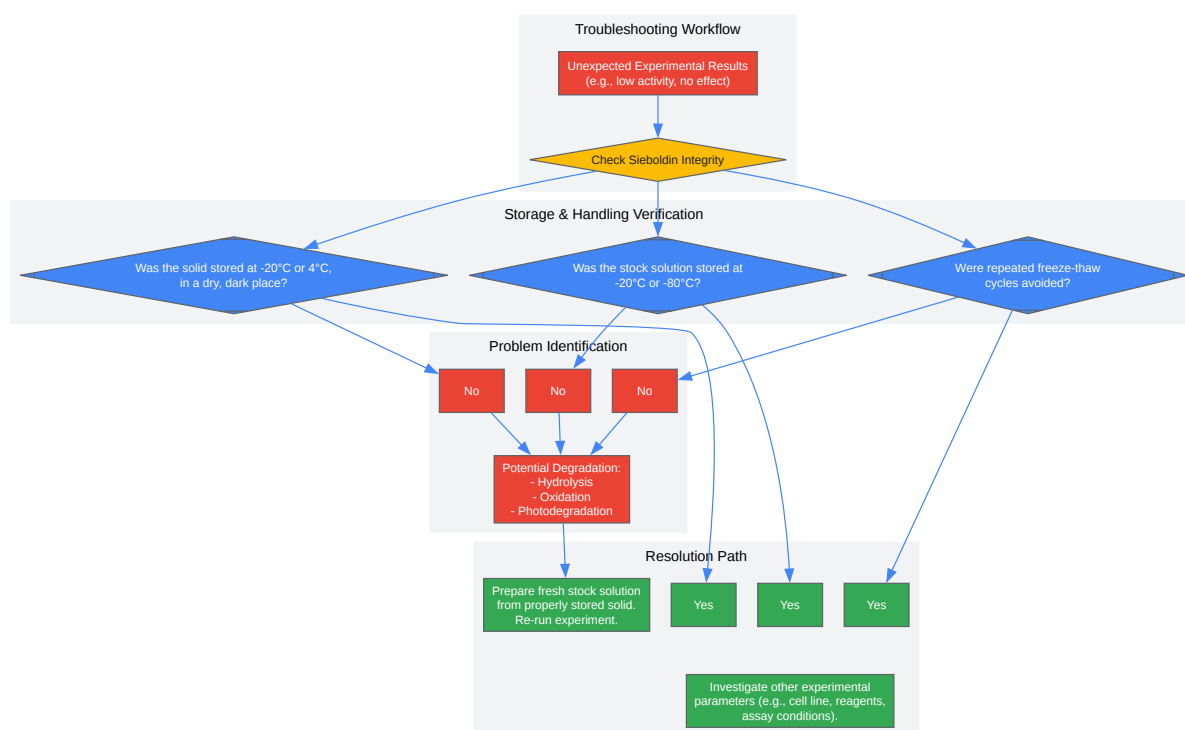 Troubleshooting Workflow
Unexpected Experimental Results
(e.g., low activity, no effect)
Check Sieboldin Integrity
Storage & Handling Verification
Was the solid stored at -20°C or 4°C,
in a dry, dark place?
Was the stock solution stored at
-20°C or -80°C?
Were repeated freeze-thaw
cycles avoided?
Problem Identification
No
No
No
Potential Degradation:
- Hydrolysis
- Oxidation
- Photodegradation
Resolution Path
Prepare fresh stock solution
from properly stored solid.
Re-run experiment.
Yes
Yes
Yes
Investigate other experimental
parameters (e.g., cell line, reagents,
assay conditions).